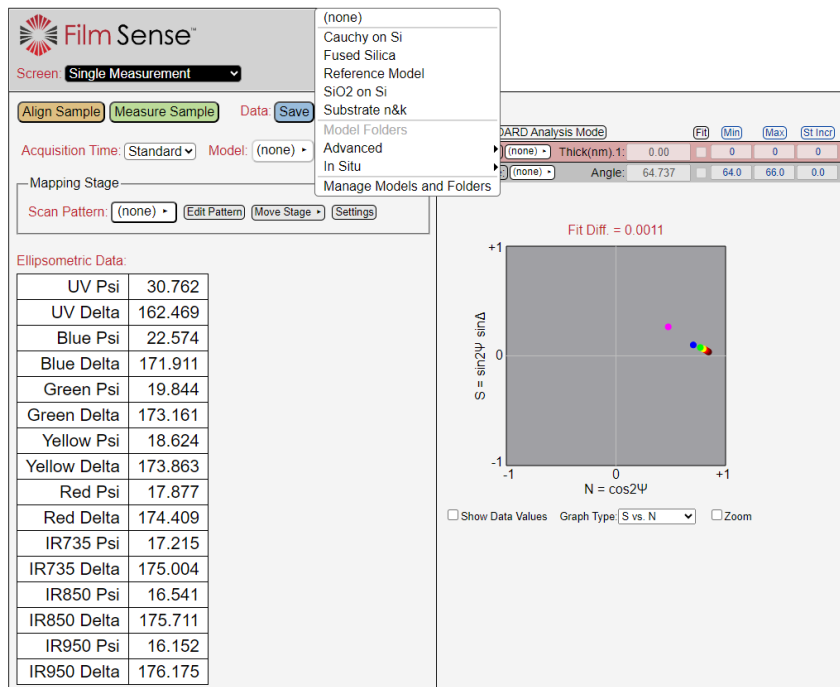 Film Sense™
Screen: Single Measurement
(none)
Cauchy on Si
Fused Silica
Reference Model
SiO2 on Si
Substrate n&k
Model Folders
Advanced
In Situ
Manage Models and Folders
Align Sample Measure Sample Data: Save
Acquisition Time: Standard Model: (none)
Mapping Stage
Scan Pattern: (none) Edit Pattern Move Stage Settings
Analysis Mode Fit Min Max St Incr
(none) Thick(nm).1: 0.00 0 0 0
(none) Angle: 64.737 64.0 66.0 0.0
Ellipsometric Data:
UV Psi 30.762
UV Delta 162.469
Blue Psi 22.574
Blue Delta 171.911
Green Psi 19.844
Green Delta 173.161
Yellow Psi 18.624
Yellow Delta 173.863
Red Psi 17.877
Red Delta 174.409
IR735 Psi 17.215
IR735 Delta 175.004
IR850 Psi 16.541
IR850 Delta 175.711
IR950 Psi 16.152
IR950 Delta 176.175
Fit Diff. = 0.0011
+1
S = sin2Ψ sinΔ
0
-1
-1 0 +1
N = cos2Ψ
Show Data Values Graph Type: S vs. N Zoom